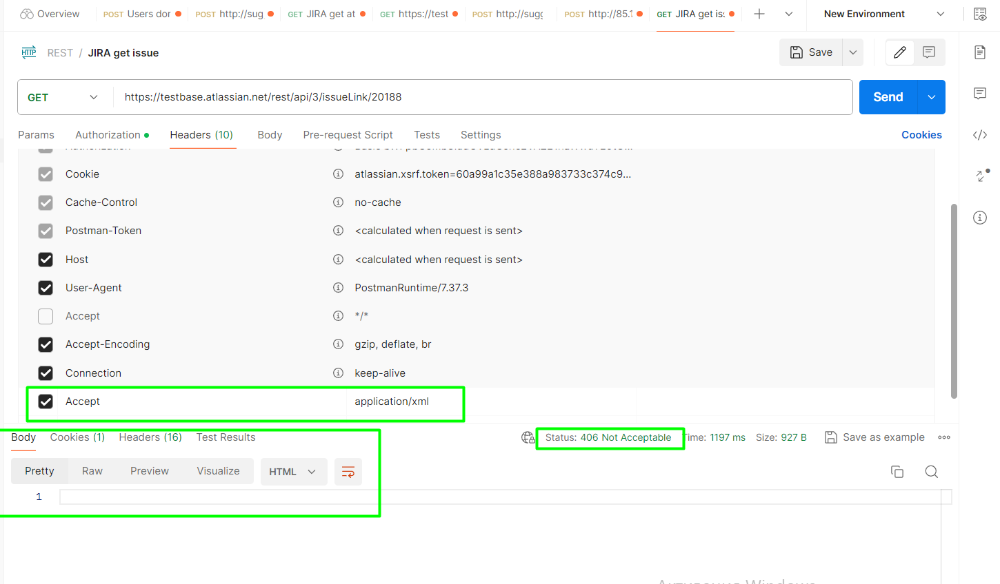 Overview POST Users dor POST http://sug GET JIRA get at GET https://test POST http://sugg POST http://85.1 GET JIRA get iss New Environment
HTTP REST / JIRA get issue Save
GET https://testbase.atlassian.net/rest/api/3/issueLink/20188 Send
Params Authorization Headers (10) Body Pre-request Script Tests Settings Cookies
Cookie atlassian.xsrf.token=60a99a1c35e388a983733c374c9...
Cache-Control no-cache
Postman-Token <calculated when request is sent>
Host <calculated when request is sent>
User-Agent PostmanRuntime/7.37.3
Accept */*
Accept-Encoding gzip, deflate, br
Connection keep-alive
Accept application/xml
Body Cookies (1) Headers (16) Test Results Status: 406 Not Acceptable Time: 1197 ms Size: 927 B Save as example
Pretty Raw Preview Visualize HTML
1